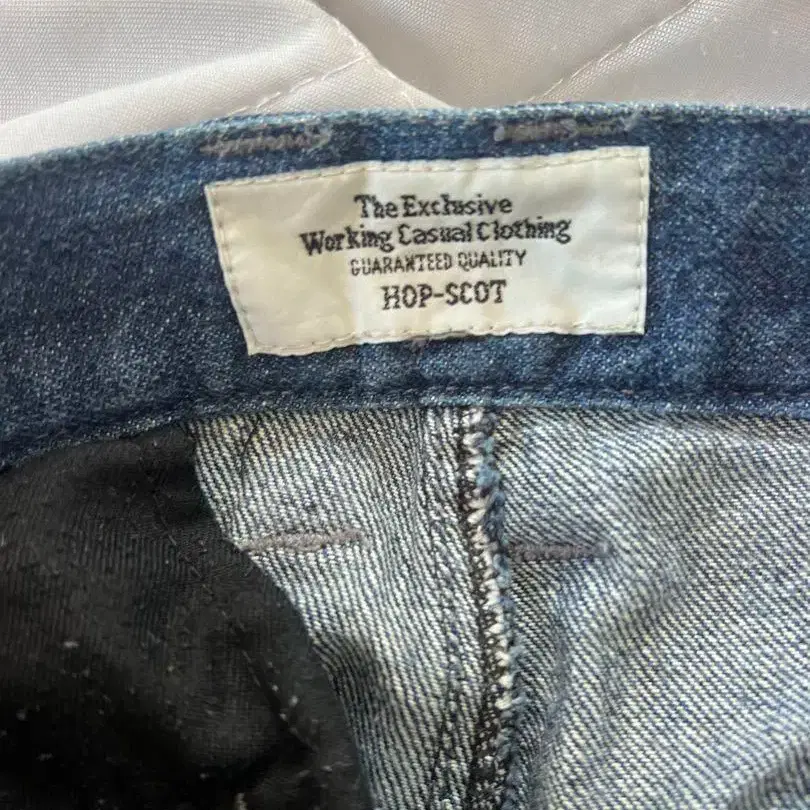 The Exclusive
Working Casual Clothing
GUARANTEED QUALITY
HOP-SCOT